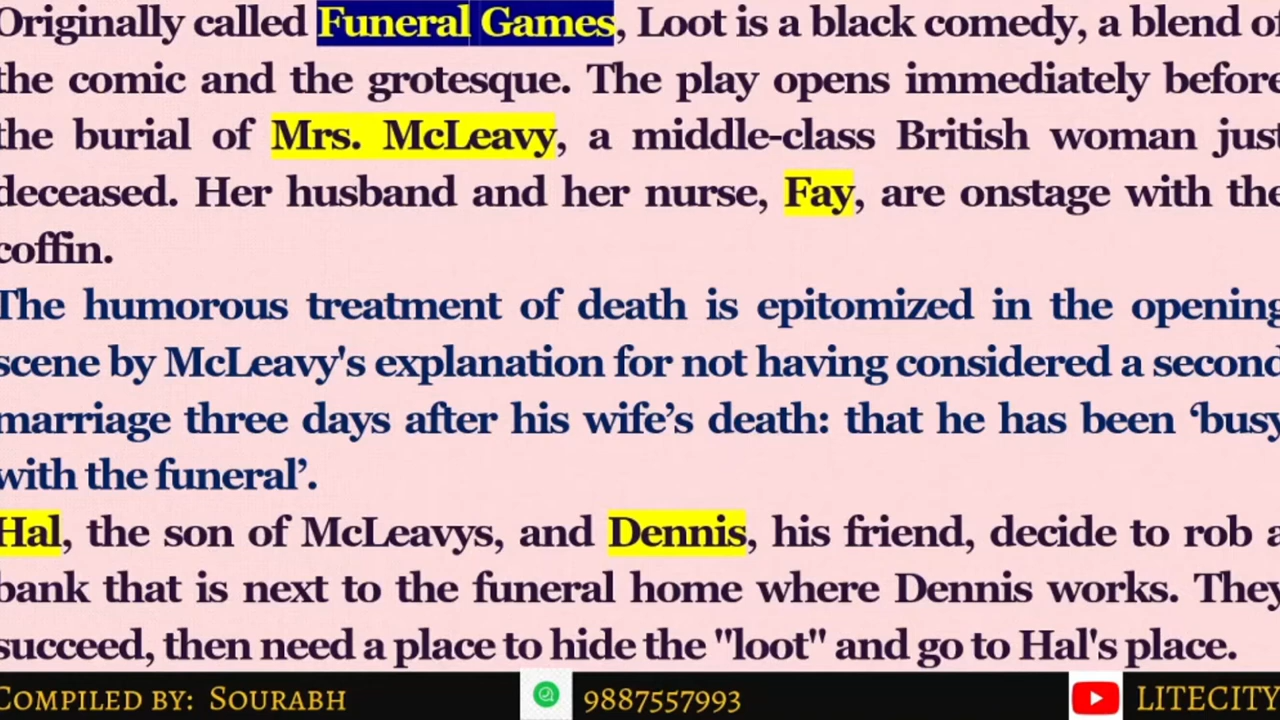 Originally called Funeral Games, Loot is a black comedy, a blend of
the comic and the grotesque. The play opens immediately before
the burial of Mrs. McLeavy, a middle-class British woman just
deceased. Her husband and her nurse, Fay, are onstage with the
coffin.
The humorous treatment of death is epitomized in the opening
scene by McLeavy's explanation for not having considered a second
marriage three days after his wife’s death: that he has been ‘busy
with the funeral’.
Hal, the son of McLeavys, and Dennis, his friend, decide to rob a
bank that is next to the funeral home where Dennis works. They
succeed, then need a place to hide the "loot" and go to Hal's place.
COMPILED BY: SOURABH 9887557993 LITECITY